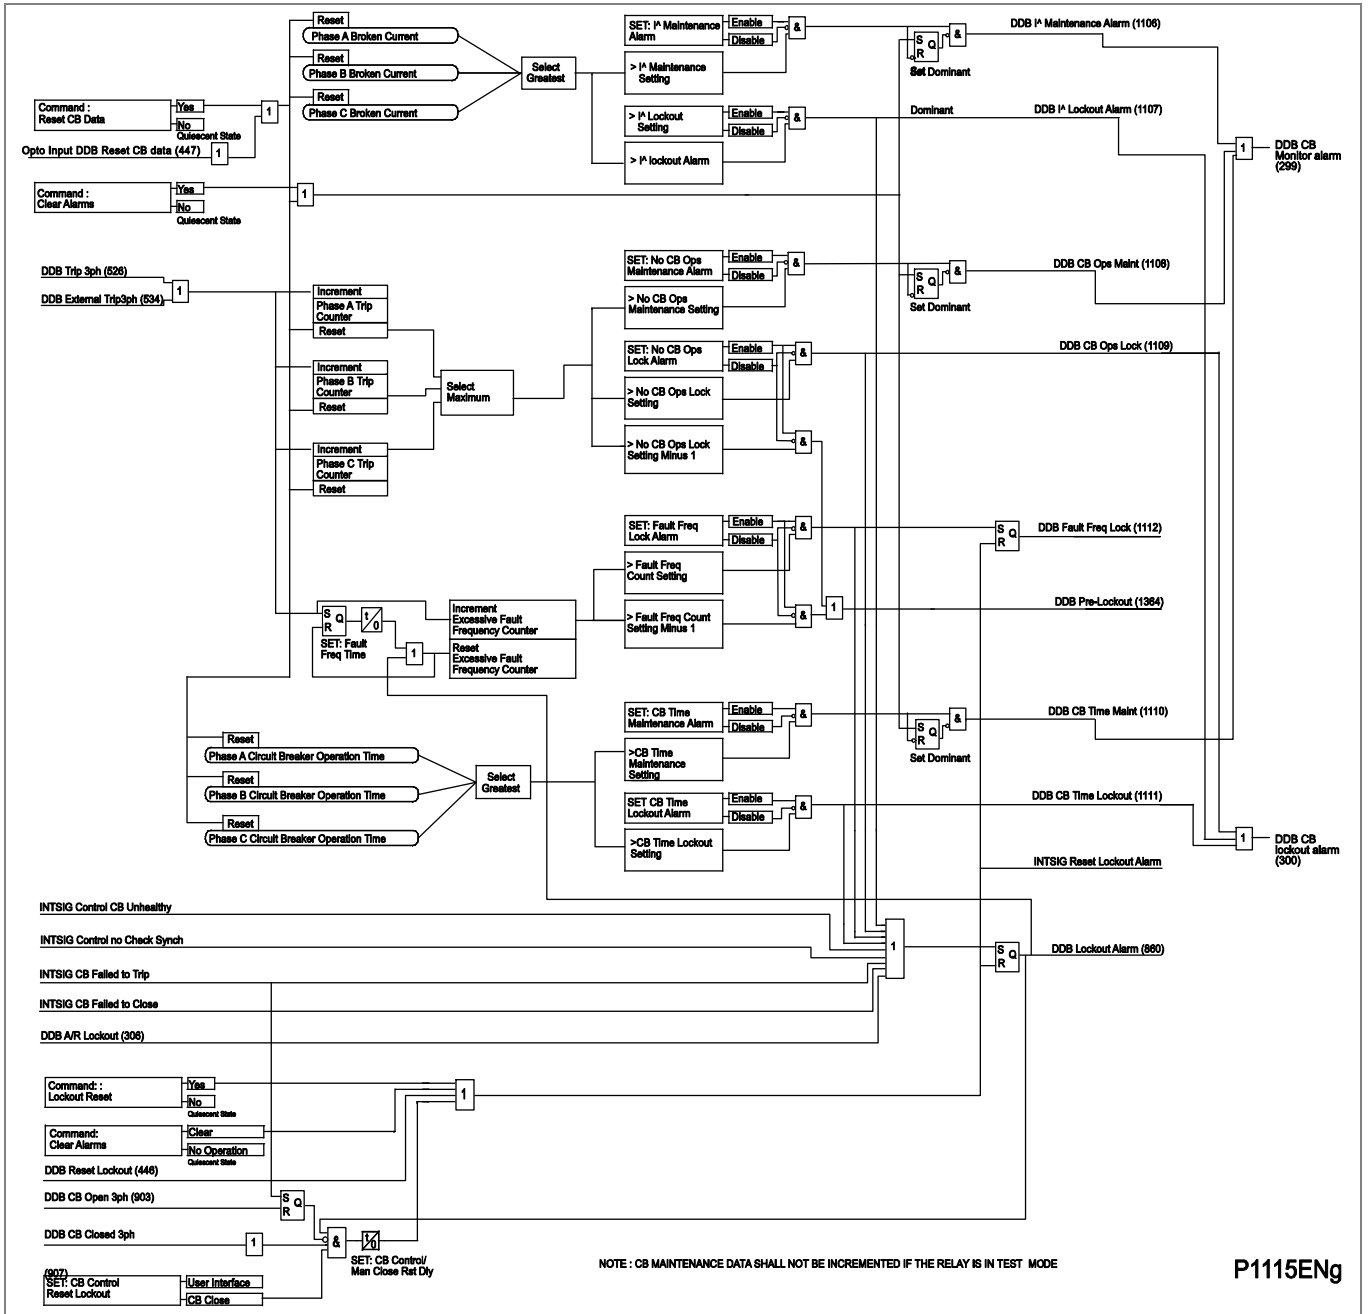 Reset
Phase A Broken Current
Reset
Phase B Broken Current
Reset
Phase C Broken Current
Select
Greatest
SET: I^ Maintenance
Alarm
Enable
Disable
&
> I^ Maintenance
Setting
> I^ Lockout
Setting
Enable
Disable
&
> I^ lockout Alarm
S
R
Q
&
Set Dominant
DDB I^ Maintenance Alarm (1106)
Dominant
DDB I^ Lockout Alarm (1107)
1
DDB CB
Monitor alarm
(299)
Command :
Reset CB Data
Yes
No
Quiescent State
1
Opto Input DDB Reset CB data (447)
1
Command :
Clear Alarms
Yes
No
Quiescent State
1
DDB Trip 3ph (526)
DDB External Trip3ph (534)
1
Increment
Phase A Trip
Counter
Reset
Increment
Phase B Trip
Counter
Reset
Increment
Phase C Trip
Counter
Reset
Select
Maximum
SET: No CB Ops
Maintenance Alarm
Enable
Disable
&
> No CB Ops
Maintenance Setting
S
R
Q
&
Set Dominant
DDB CB Ops Maint (1108)
SET: No CB Ops
Lock Alarm
Enable
Disable
&
> No CB Ops Lock
Setting
> No CB Ops Lock
Setting Minus 1
&
DDB CB Ops Lock (1109)
SET: Fault Freq
Lock Alarm
Enable
Disable
&
> Fault Freq
Count Setting
> Fault Freq Count
Setting Minus 1
&
1
S
R
Q
DDB Fault Freq Lock (1112)
DDB Pre-Lockout (1364)
S
R
Q
t
0
SET: Fault
Freq Time
1
Increment
Excessive Fault
Frequency Counter
Reset
Excessive Fault
Frequency Counter
Reset
Phase A Circuit Breaker Operation Time
Reset
Phase B Circuit Breaker Operation Time
Reset
Phase C Circuit Breaker Operation Time
Select
Greatest
SET: CB Time
Maintenance Alarm
Enable
Disable
&
>CB Time
Maintenance
Setting
SET CB Time
Lockout Alarm
Enable
Disable
&
>CB Time Lockout
Setting
S
R
Q
&
Set Dominant
DDB CB Time Maint (1110)
DDB CB Time Lockout (1111)
1
DDB CB
lockout alarm
(300)
INTSIG Reset Lockout Alarm
INTSIG Control CB Unhealthy
INTSIG Control no Check Synch
INTSIG CB Failed to Trip
INTSIG CB Failed to Close
DDB A/R Lockout (306)
1
S
R
Q
DDB Lockout Alarm (860)
Command: :
Lockout Reset
Yes
No
Quiescent State
Command:
Clear Alarms
Clear
No Operation
Quiescent State
1
DDB Reset Lockout (446)
DDB CB Open 3ph (903)
S
R
Q
DDB CB Closed 3ph
1
&
t
0
SET: CB Control/
Man Close Rst Dly
(907)
SET: CB Control
Reset Lockout
User Interface
CB Close
NOTE : CB MAINTENANCE DATA SHALL NOT BE INCREMENTED IF THE RELAY IS IN TEST MODE
P1115ENg